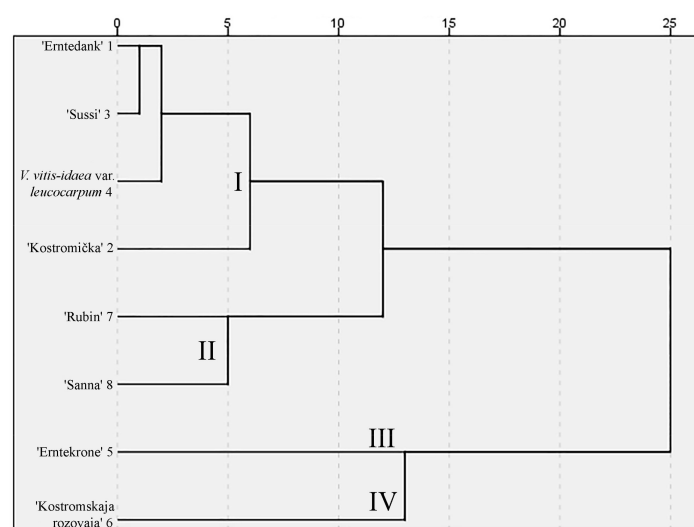 0 5 10 15 20 25
'Erntedank' 1
'Sussi' 3
V. vitis-idaea var.
leucocarpum 4
I
'Kostromička' 2
'Rubin' 7
II
'Sanna' 8
III
'Erntekrone' 5
IV
'Kostromskaja
rozovaja' 6